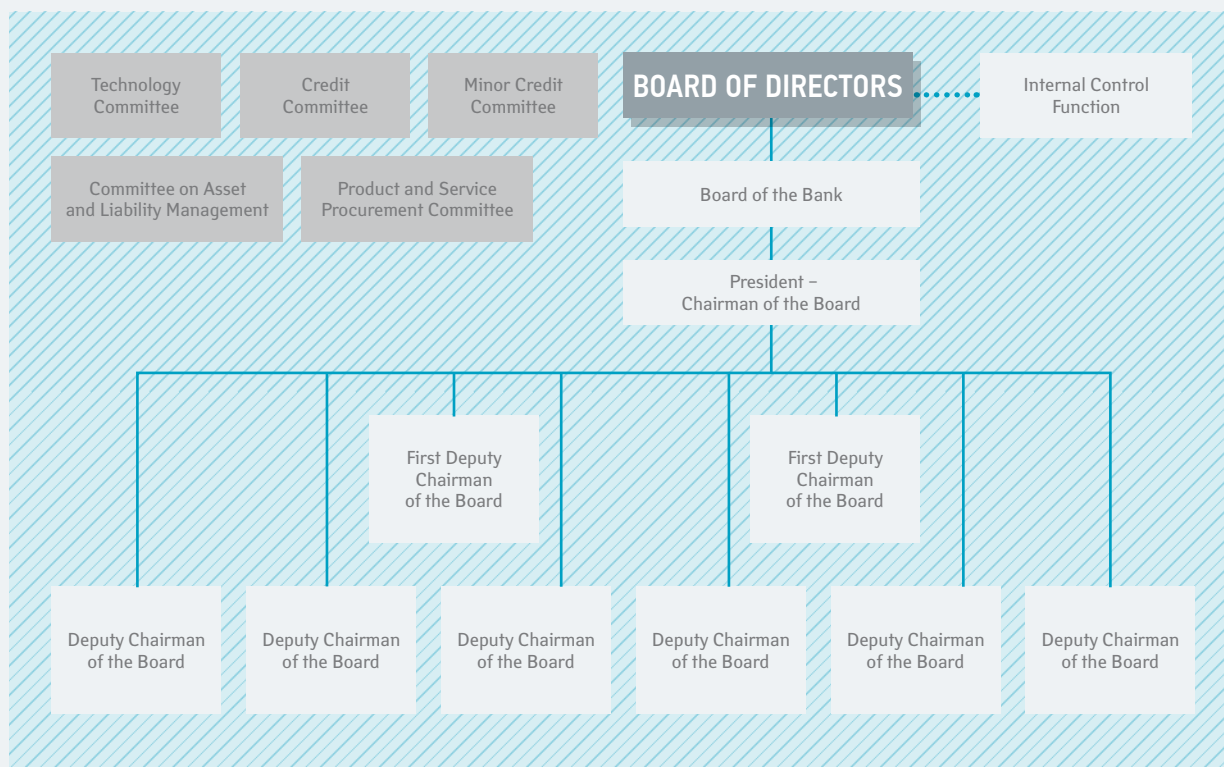 Technology
Committee
Credit
Committee
Minor Credit
Committee
BOARD OF DIRECTORS
Internal Control
Function
Committee on Asset
and Liability Management
Product and Service
Procurement Committee
Board of the Bank
President –
Chairman of the Board
First Deputy
Chairman
of the Board
First Deputy
Chairman
of the Board
Deputy Chairman
of the Board
Deputy Chairman
of the Board
Deputy Chairman
of the Board
Deputy Chairman
of the Board
Deputy Chairman
of the Board
Deputy Chairman
of the Board